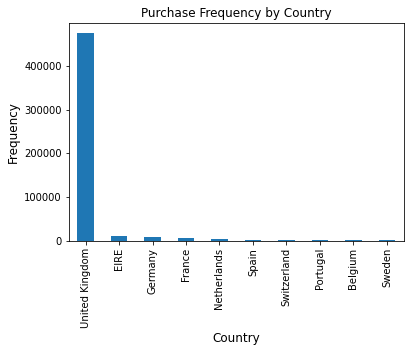 Purchase Frequency by Country
Frequency
400000
300000
200000
100000
0
United Kingdom
EIRE
Germany
France
Netherlands
Spain
Switzerland
Portugal
Belgium
Sweden
Country